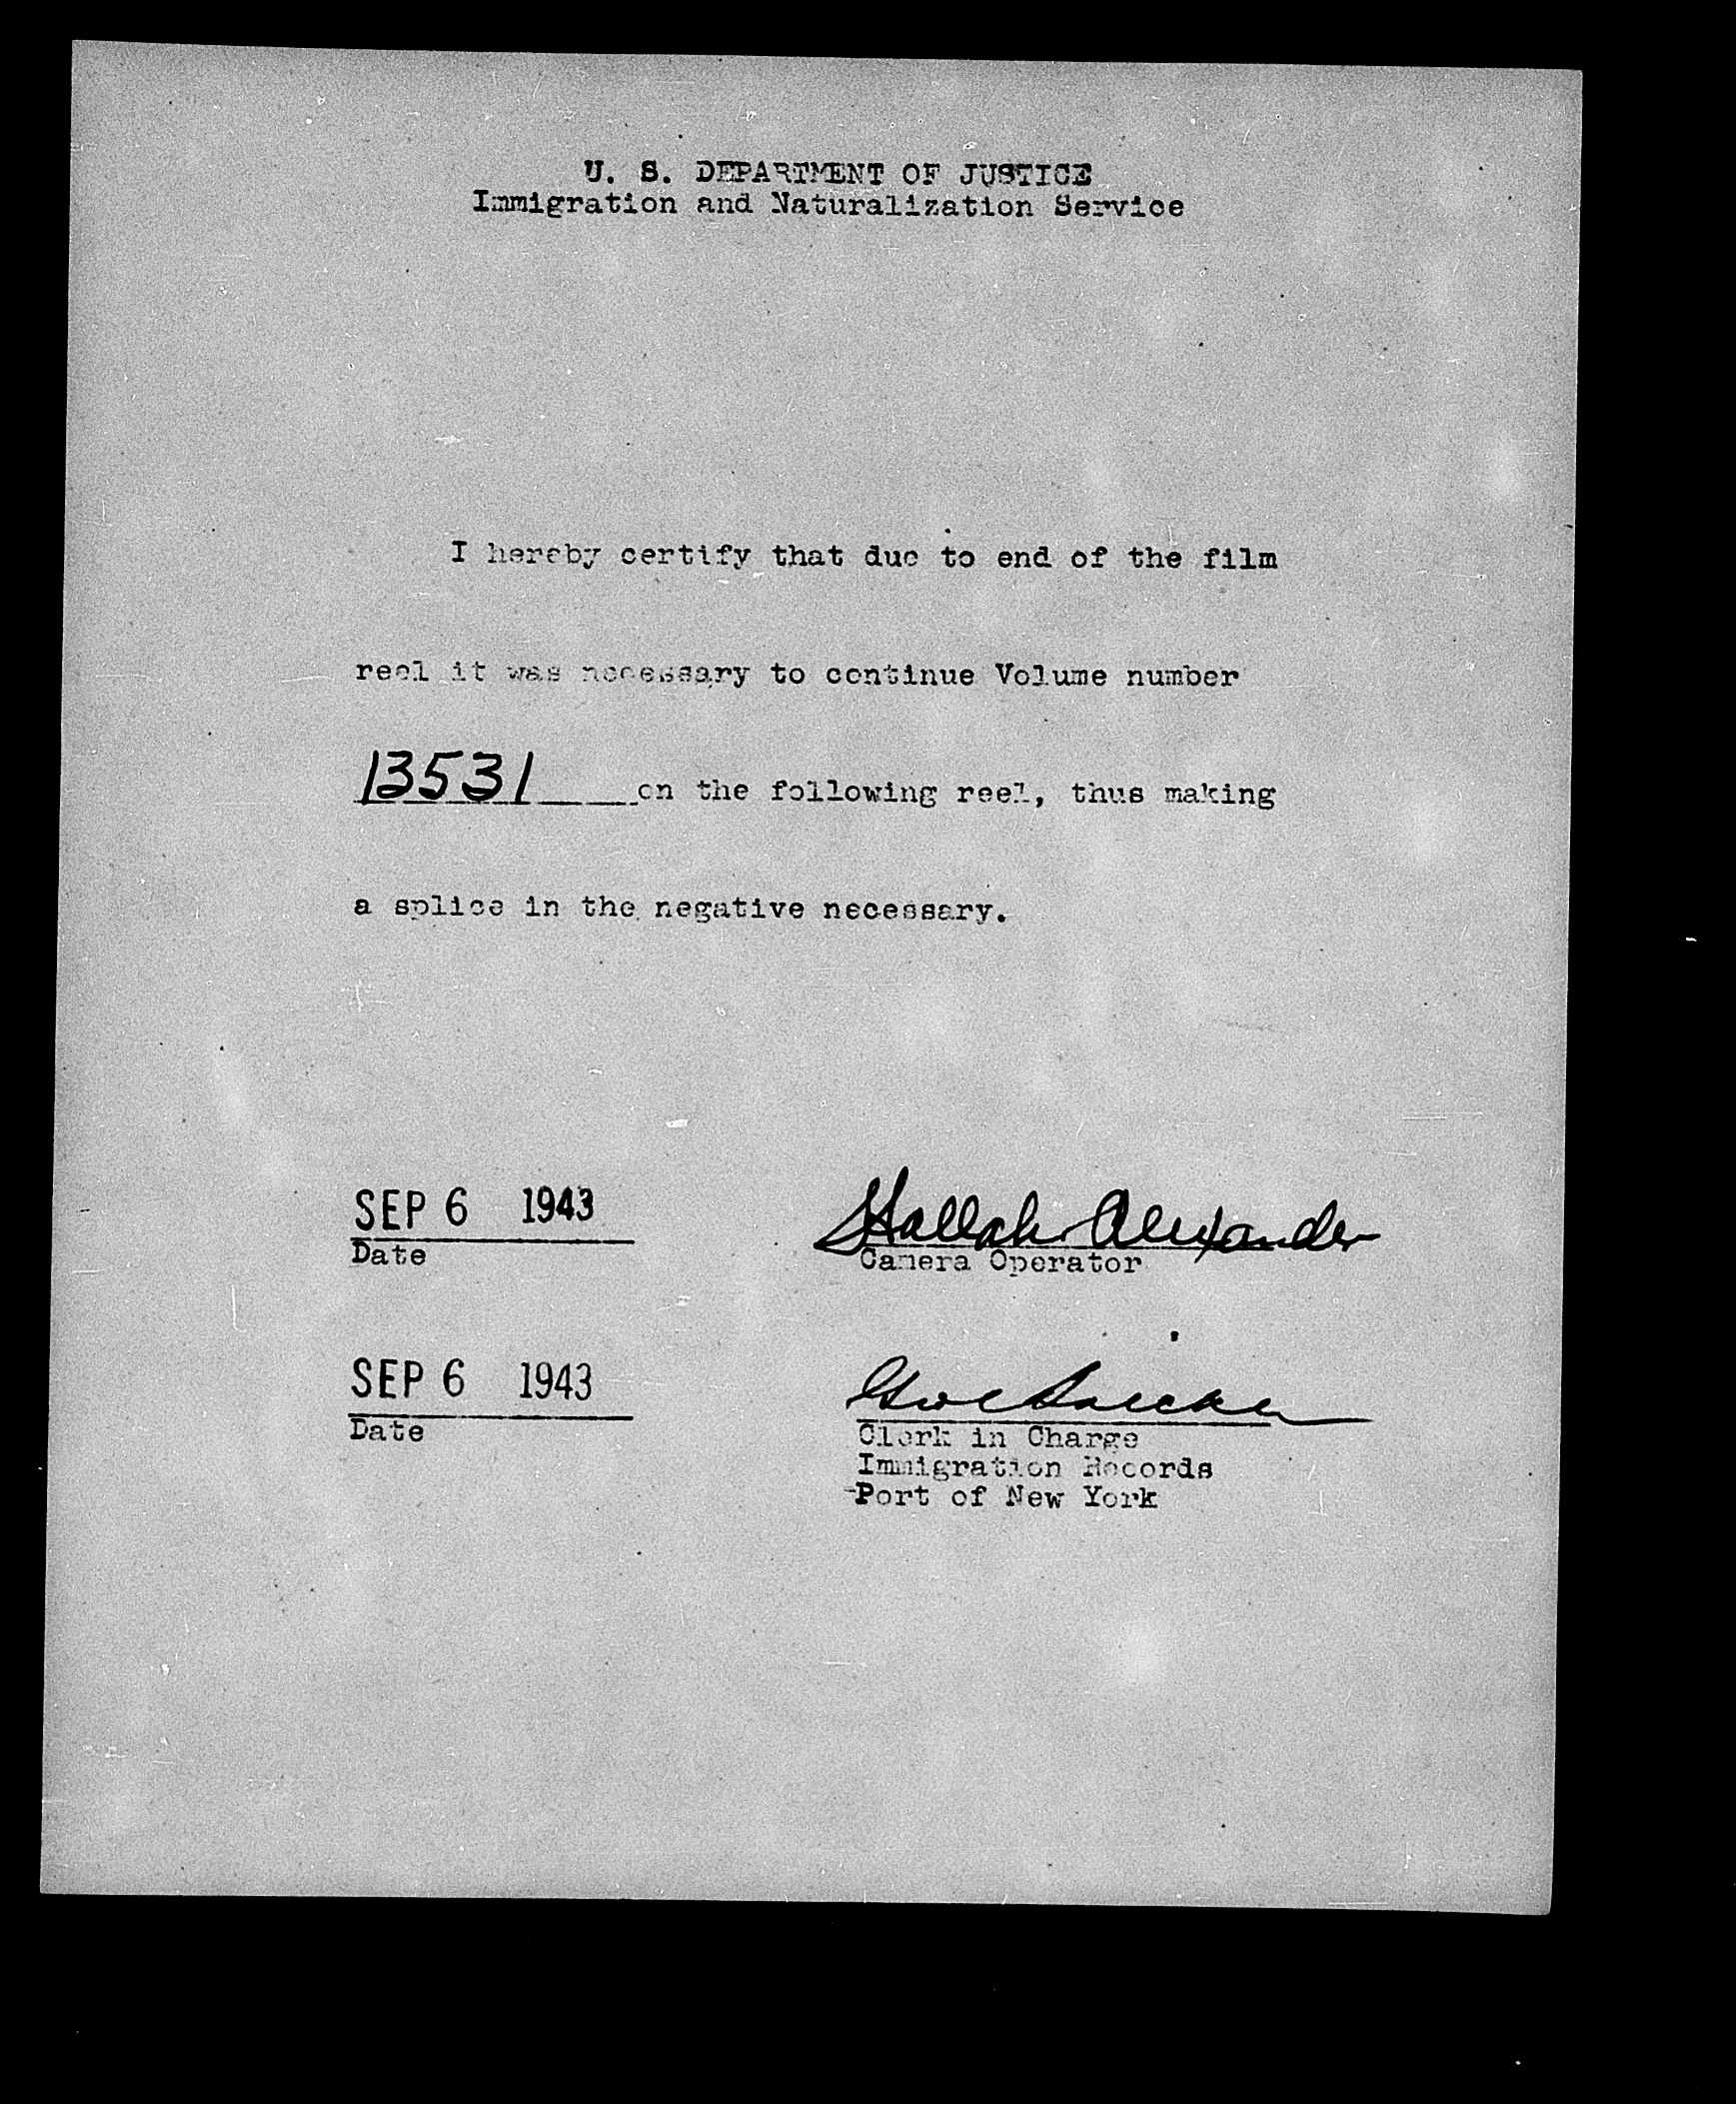 U. S. DEPARTMENT OF JUSTICE
Immigration and Naturalization Service
I hereby certify that due to end of the film
reel it was necessary to continue Volume number
13531 on the following reel, thus making
a splice in the negative necessary.
SEP 6 1943
Date
Alexander
Camera Operator
SEP 6 1943
Date
Clerk in Charge
Immigration Records
Port of New York